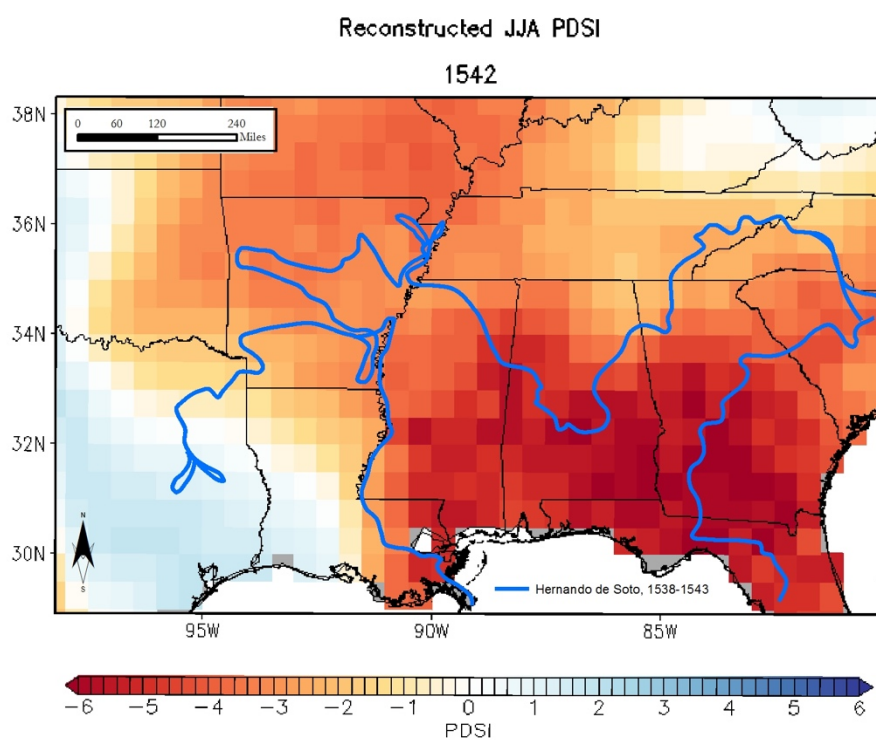 Reconstructed JJA PDSI
1542
38N
0 60 120 240
Miles
36N
34N
32N
N
30N
S
Hernando de Soto, 1538-1543
95W 90W 85W
−6 −5 −4 −3 −2 −1 0 1 2 3 4 5 6
PDSI